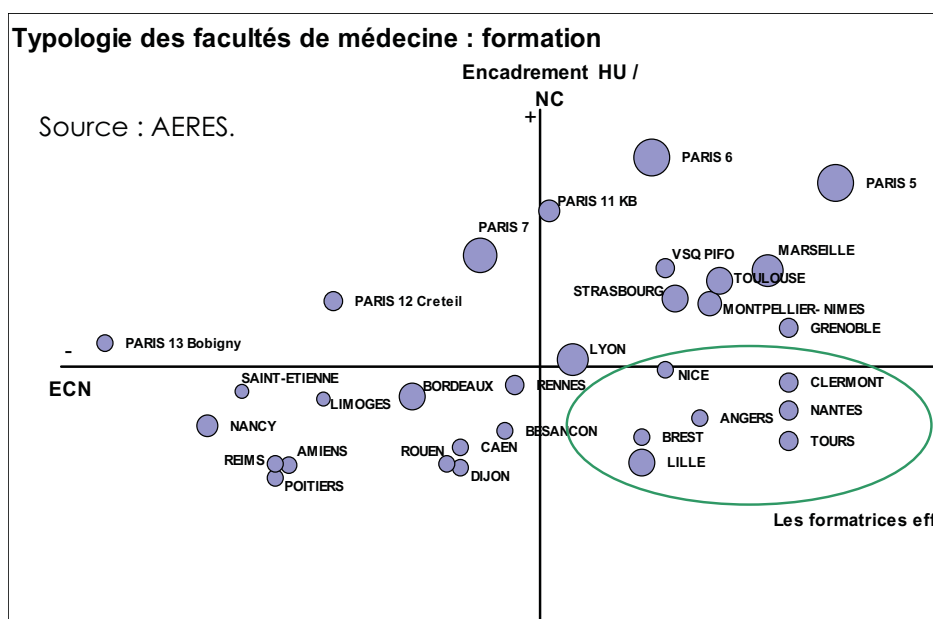 Typologie des facultés de médecine : formation
Encadrement HU /
NC
+
Source : AERES.
PARIS 6
PARIS 5
PARIS 11 KB
PARIS 7
VSQ PIFO
MARSEILLE
TOULOUSE
STRASBOURG
MONTPELLIER- NIMES
PARIS 12 Creteil
GRENOBLE
PARIS 13 Bobigny
-
LYON
ECN
SAINT-ETIENNE
LIMOGES
BORDEAUX
RENNES
NICE
CLERMONT
NANCY
BESANCON
ANGERS
NANTES
BREST
TOURS
REIMS
AMIENS
POITIERS
ROUEN
CAEN
DIJON
LILLE
Les formatrices eff